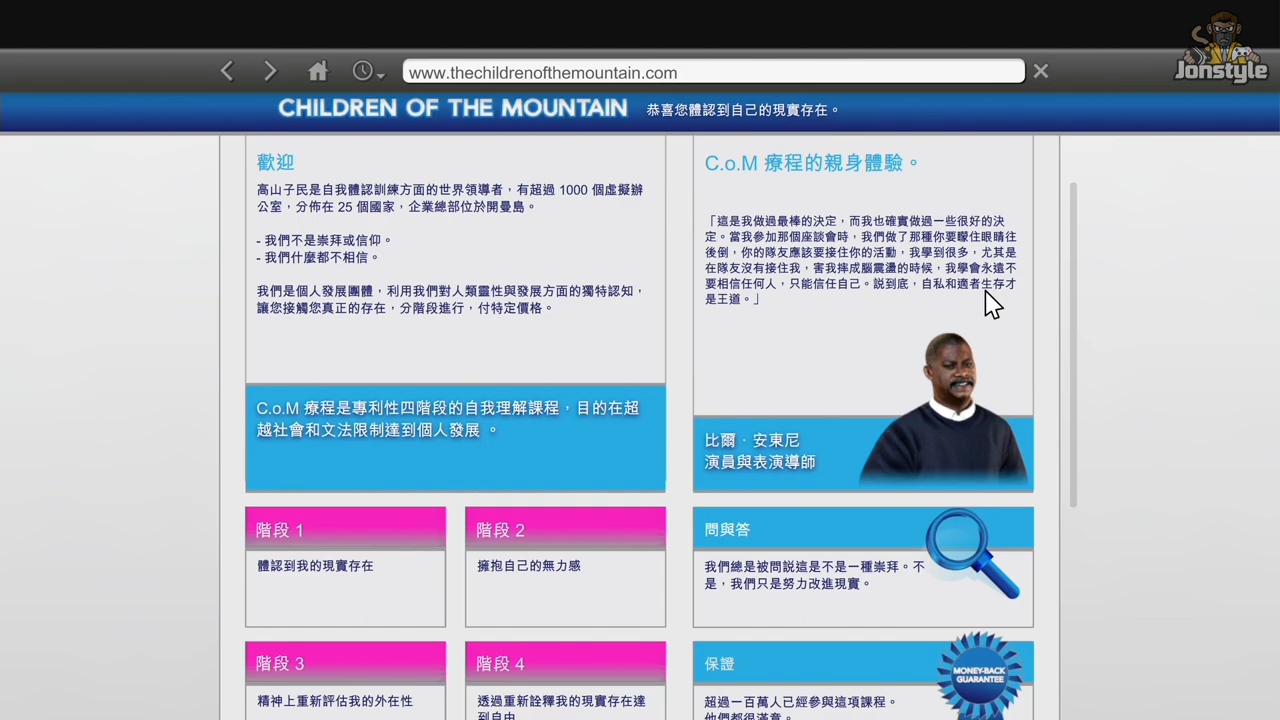 Jonstyle
www.thechildrenofthemountain.com
CHILDREN OF THE MOUNTAIN 恭喜您體認到自己的現實存在。
歡迎
高山子民是自我體認訓練方面的世界領導者，有超過 1000 個虛擬辦
公室，分佈在 25 個國家，企業總部位於開曼島。
- 我們不是崇拜或信仰。
- 我們什麼都不相信。
我們是個人發展團體，利用我們對人類靈性與發展方面的獨特認知，
讓您接觸您真正的存在，分階段進行，付特定價格。
C.o.M 療程是專利性四階段的自我理解課程，目的在超
越社會和文法限制達到個人發展 。
C.o.M 療程的親身體驗。
「這是我做過最棒的決定，而我也確實做過一些很好的決
定。當我參加那個座談會時，我們做了那種你要矇住眼睛往
後倒，你的隊友應該要接住你的活動，我學到很多，尤其是
在隊友沒有接住我，害我摔成腦震盪的時候，我學會永遠不
要相信任何人，只能信任自己。説到底，自私和適者生存才
是王道。」
比爾．安東尼
演員與表演導師
階段 1
體認到我的現實存在
階段 2
擁抱自己的無力感
問與答
我們總是被問説這是不是一種崇拜。不
是，我們只是努力改進現實。
階段 3
精神上重新評估我的外在性
階段 4
透過重新詮釋我的現實存在達
到自由
保證
MONEY-BACK
GUARANTEE
超過一百萬人已經參與這項課程。
他們都很滿意。